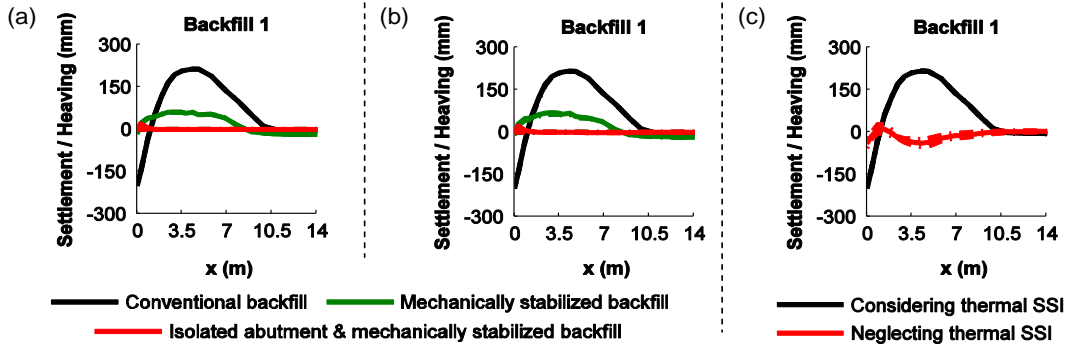 (a)
Backfill 1
Settlement / Heaving (mm)
300
150
0
-150
-300
0 3.5 7 10.5 14
x (m)
(b)
Backfill 1
Settlement / Heaving (mm)
300
150
0
-150
-300
0 3.5 7 10.5 14
x (m)
(c)
Backfill 1
Settlement / Heaving (mm)
300
150
0
-150
-300
0 3.5 7 10.5 14
x (m)
Conventional backfill Mechanically stabilized backfill
Isolated abutment & mechanically stabilized backfill
Considering thermal SSI
Neglecting thermal SSI